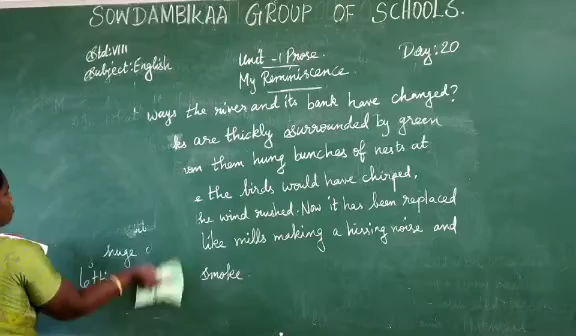 SOWDAMBIKAA GROUP OF SCHOOLS.
Std: VIII
Subject: English
Unit - 1 Prose.
My Reminiscence.
Day: 20
ways the river and its bank have changed?
ks are thickly surrounded by green
them hung bunches of nests at
e the birds would have chirped,
he wind rushed. Now it has been replaced
like mills making a hissing noise and
huge
smoke.